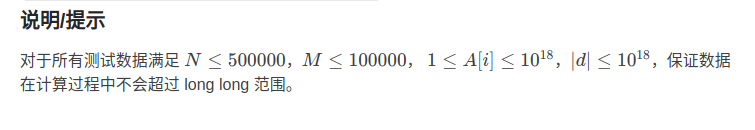 说明/提示
对于所有测试数据满足 N ≤ 500000，M ≤ 100000， 1 ≤ A[i] ≤ 10^18，|d| ≤ 10^18，保证数据
在计算过程中不会超过 long long 范围。